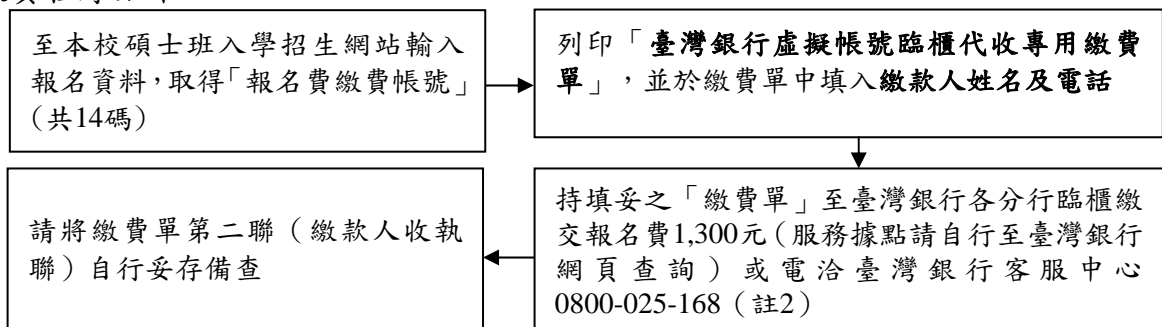 至本校碩士班入學招生網站輸入
報名資料，取得「報名費繳費帳號」
（共14碼）
列印「臺灣銀行虛擬帳號臨櫃代收專用繳費
單」，並於繳費單中填入繳款人姓名及電話
持填妥之「繳費單」至臺灣銀行各分行臨櫃繳
交報名費1,300元（服務據點請自行至臺灣銀行
網頁查詢）或電洽臺灣銀行客服中心
0800-025-168（註2）
請將繳費單第二聯（繳款人收執
聯）自行妥存備查